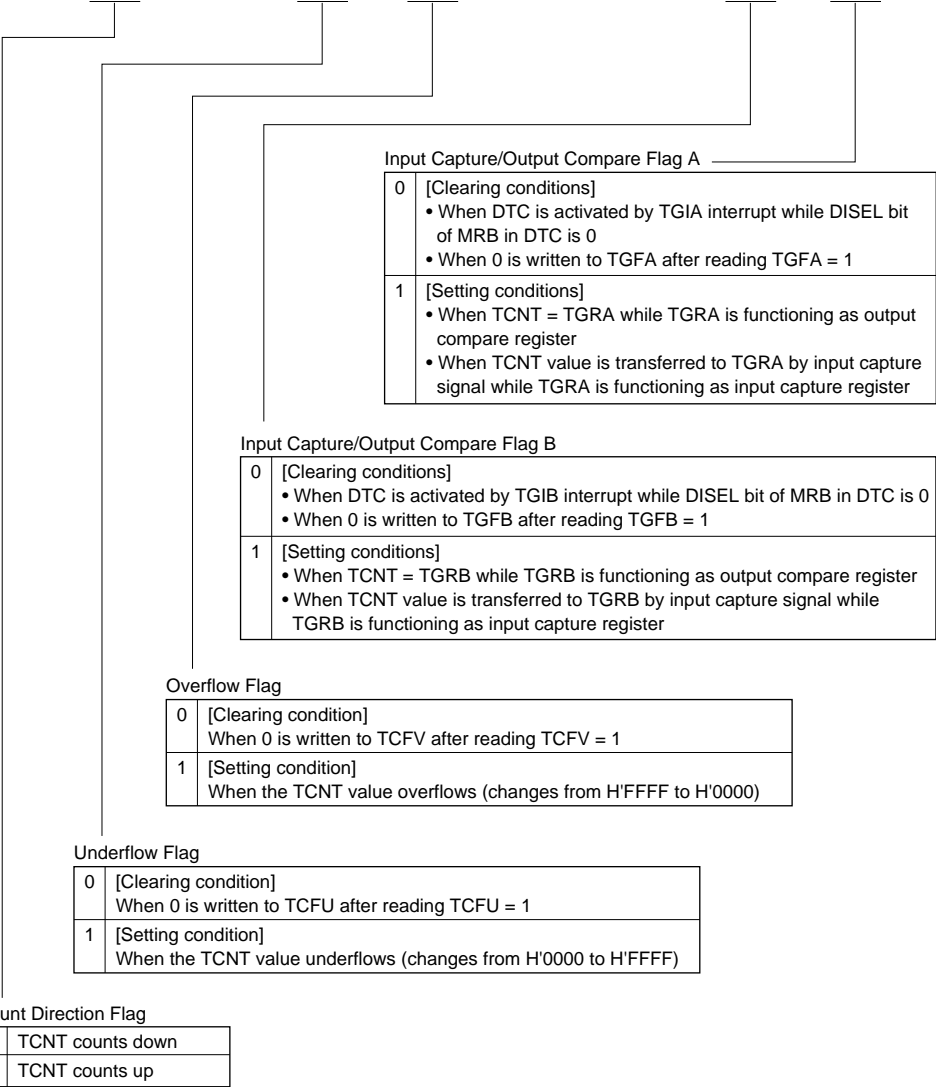 Input Capture/Output Compare Flag A
0 [Clearing conditions]
• When DTC is activated by TGIA interrupt while DISEL bit
of MRB in DTC is 0
• When 0 is written to TGFA after reading TGFA = 1
1 [Setting conditions]
• When TCNT = TGRA while TGRA is functioning as output
compare register
• When TCNT value is transferred to TGRA by input capture
signal while TGRA is functioning as input capture register
Input Capture/Output Compare Flag B
0 [Clearing conditions]
• When DTC is activated by TGIB interrupt while DISEL bit of MRB in DTC is 0
• When 0 is written to TGFB after reading TGFB = 1
1 [Setting conditions]
• When TCNT = TGRB while TGRB is functioning as output compare register
• When TCNT value is transferred to TGRB by input capture signal while
TGRB is functioning as input capture register
Overflow Flag
0 [Clearing condition]
When 0 is written to TCFV after reading TCFV = 1
1 [Setting condition]
When the TCNT value overflows (changes from H'FFFF to H'0000)
Underflow Flag
0 [Clearing condition]
When 0 is written to TCFU after reading TCFU = 1
1 [Setting condition]
When the TCNT value underflows (changes from H'0000 to H'FFFF)
unt Direction Flag
TCNT counts down
TCNT counts up